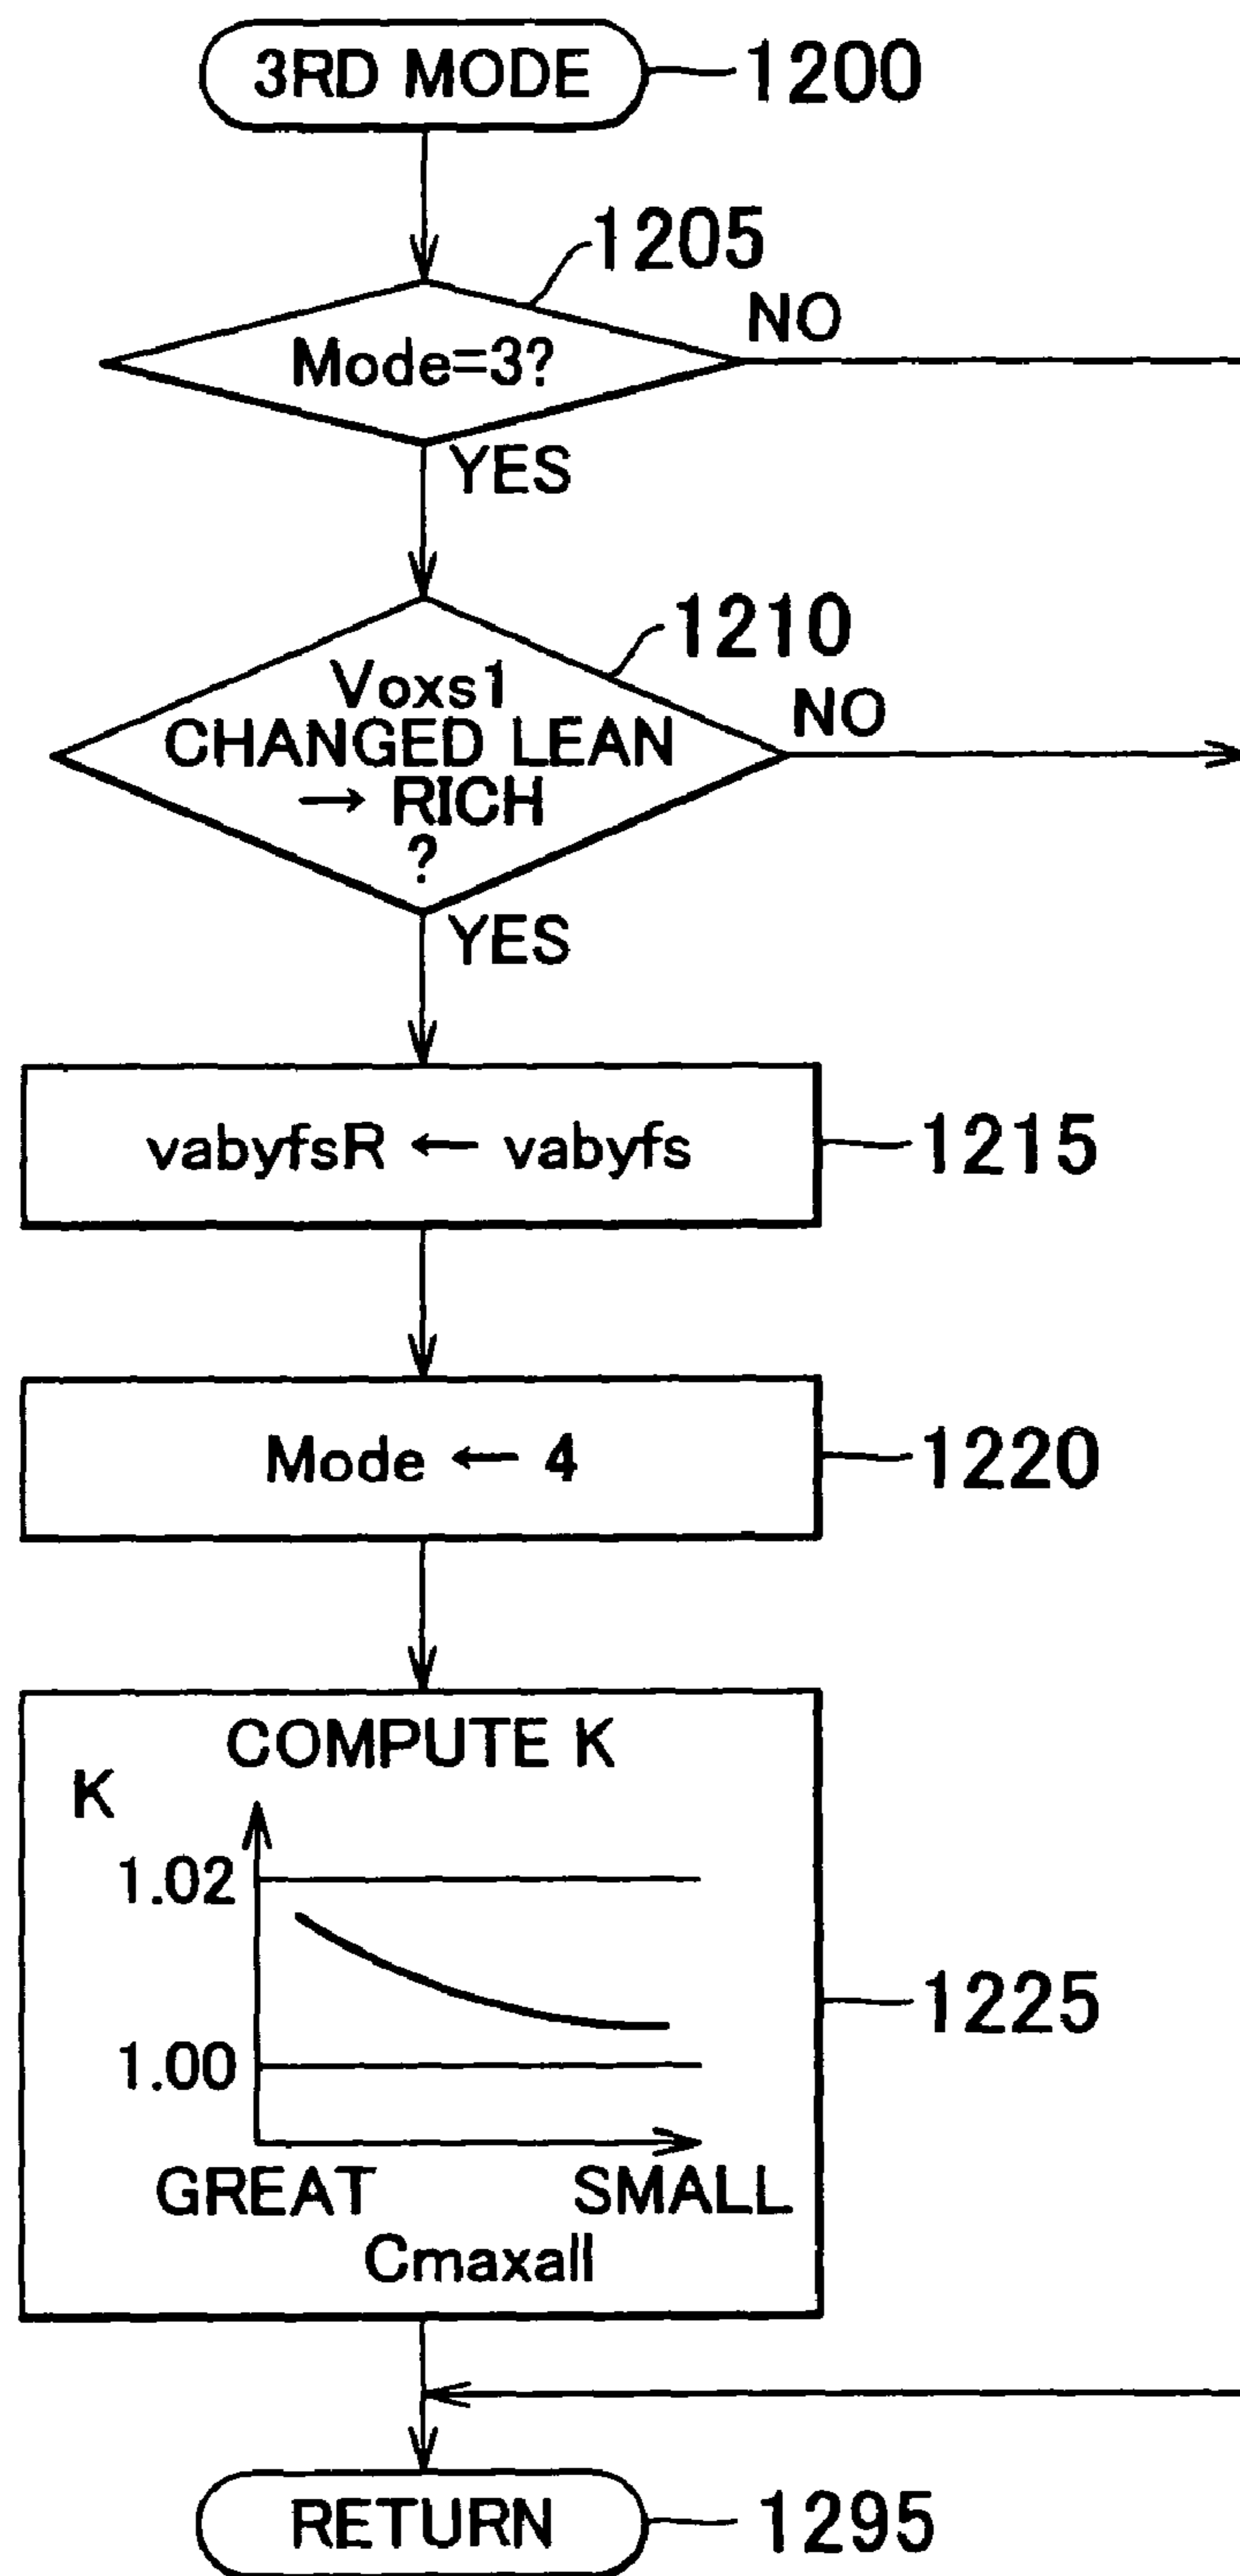 3RD MODE
1200
1205
Mode=3?
NO
YES
1210
Voxs1
CHANGED LEAN
→ RICH
?
NO
YES
vabyfsR ← vabyfs
1215
Mode ← 4
1220
COMPUTE K
K
1.02
1.00
1225
GREAT SMALL
Cmaxall
RETURN
1295